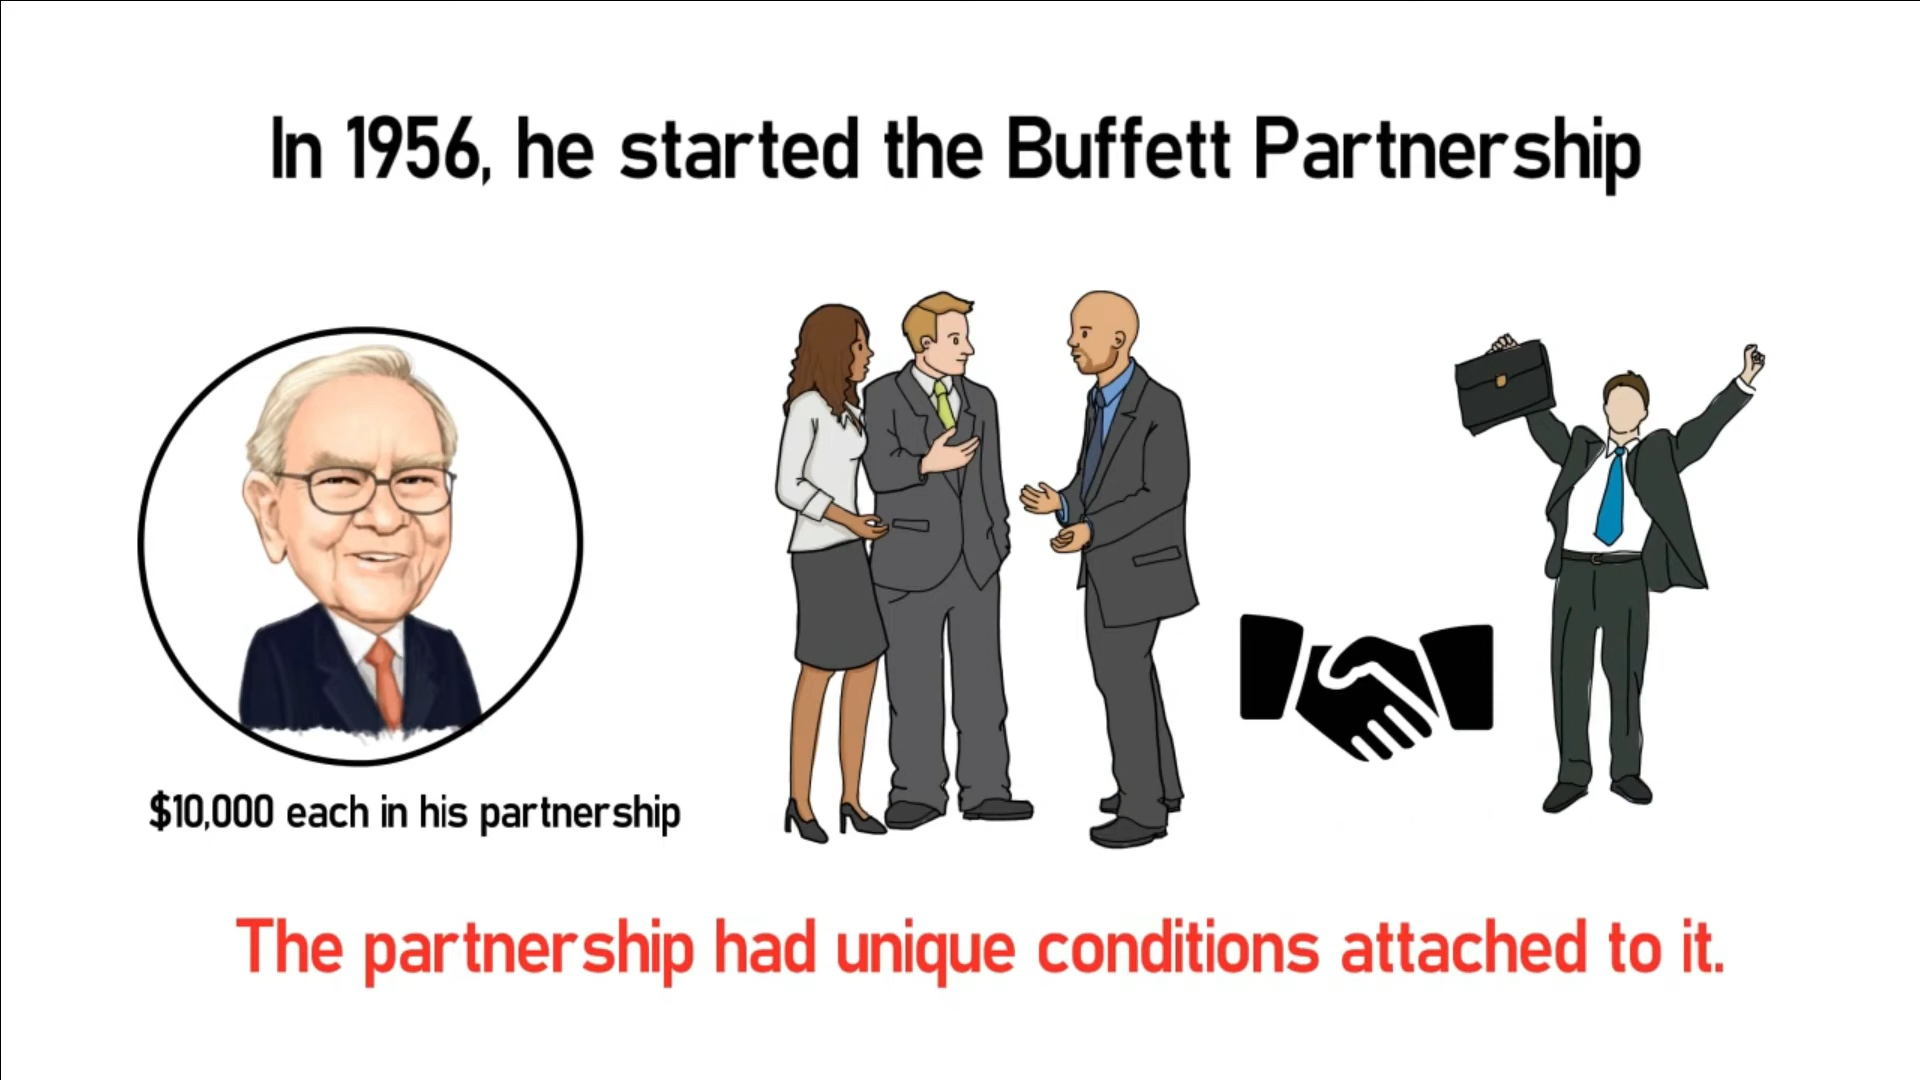 In 1956, he started the Buffett Partnership
$10,000 each in his partnership
The partnership had unique conditions attached to it.